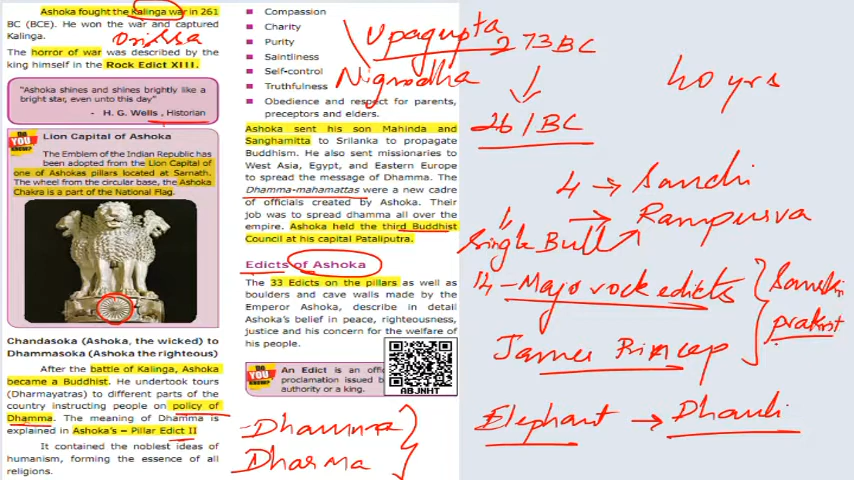 Ashoka fought the Kalinga war in 261
BC (BCE). He won the war and captured
Kalinga.
Orissa
The horror of war was described by the
king himself in the Rock Edict XIII.
"Ashoka shines and shines brightly like a
bright star, even unto this day"
- H. G. Wells, Historian
Do YOU KNOW?
Lion Capital of Ashoka
The Emblem of the Indian Republic has
been adopted from the Lion Capital of
one of Ashokas pillars located at Sarnath.
The wheel from the circular base, the Ashoka
Chakra is a part of the National Flag.
Chandasoka (Ashoka, the wicked) to
Dhammasoka (Ashoka the righteous)
After the battle of Kalinga, Ashoka
became a Buddhist. He undertook tours
(Dharmayatras) to different parts of the
country instructing people on policy of
Dhamma. The meaning of Dhamma is
explained in Ashoka's – Pillar Edict II
It contained the noblest ideas of
humanism, forming the essence of all
religions.
Compassion
Charity
Purity
Saintliness
Self-control
Truthfulness
Obedience and respect for parents,
preceptors and elders.
Ashoka sent his son Mahinda and
Sanghamitta to Srilanka to propagate
Buddhism. He also sent missionaries to
West Asia, Egypt, and Eastern Europe
to spread the message of Dhamma. The
Dhamma-mahamattas were a new cadre
of officials created by Ashoka. Their
job was to spread dhamma all over the
empire. Ashoka held the third Buddhist
Council at his capital Pataliputra.
Edicts of Ashoka
The 33 Edicts on the pillars as well as
boulders and cave walls made by the
Emperor Ashoka, describe in detail
Ashoka's belief in peace, righteousness,
justice and his concern for the welfare of
his people.
Do YOU KNOW?
An Edict is an offi
proclamation issued b
authority or a king.
ABJNHT
- Dhamma
Dharma
Upagupta
Nigrodha
273 BC
261 BC
40 yrs
4 → Sanchi
→ Rampurva
Single Bull
14 - Major rock edicts
prakrit
James Princep
Elephant → Dhauli